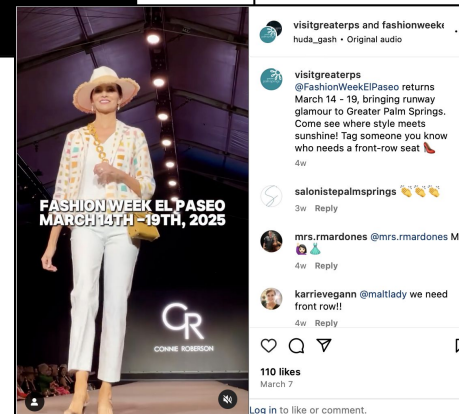 FASHION WEEK EL PASEO
MARCH 14TH -19TH, 2025
CR
CONNIE ROBERSON
visitgreaterps and fashionweeke
huda_gash • Original audio
visitgreaterps
@FashionWeekElPaseo returns
March 14 - 19, bringing runway
glamour to Greater Palm Springs.
Come see where style meets
sunshine! Tag someone you know
who needs a front-row seat 👠
4w
salonistepalmsprings 👏👏👏
3w Reply
mrs.rmardones @mrs.rmardones M
🙋🏻‍♀️👗
4w Reply
karrievegann @maltlady we need
front row!!
4w Reply
110 likes
March 7
Log in to like or comment.